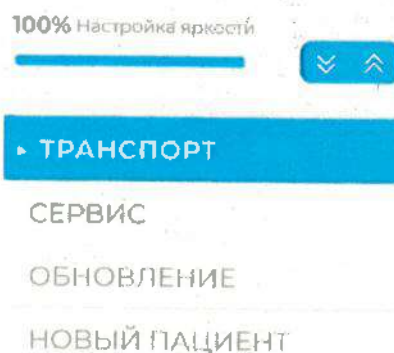 100% Настройка яркости
ТРАНСПОРТ
СЕРВИС
ОБНОВЛЕНИЕ
НОВЫЙ ПАЦИЕНТ